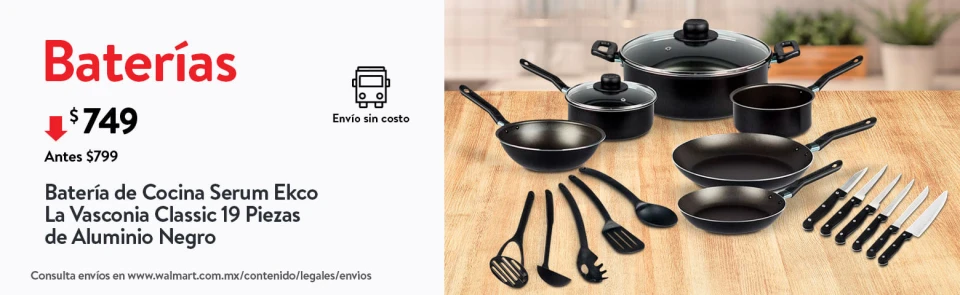 Baterías
$749
Antes $799
Envío sin costo
Batería de Cocina Serum Ekco
La Vasconia Classic 19 Piezas
de Aluminio Negro
Consulta envíos en www.walmart.com.mx/contenido/legales/envios